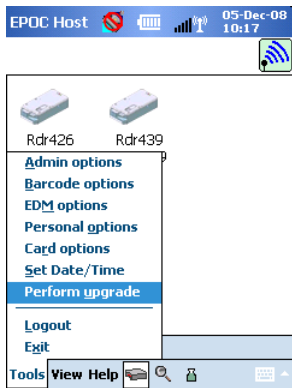 EPOC Host 05-Dec-08
10:17
Rdr426 Rdr439
Admin options
Barcode options
EDM options
Personal options
Card options
Set Date/Time
Perform upgrade
Logout
Exit
Tools View Help